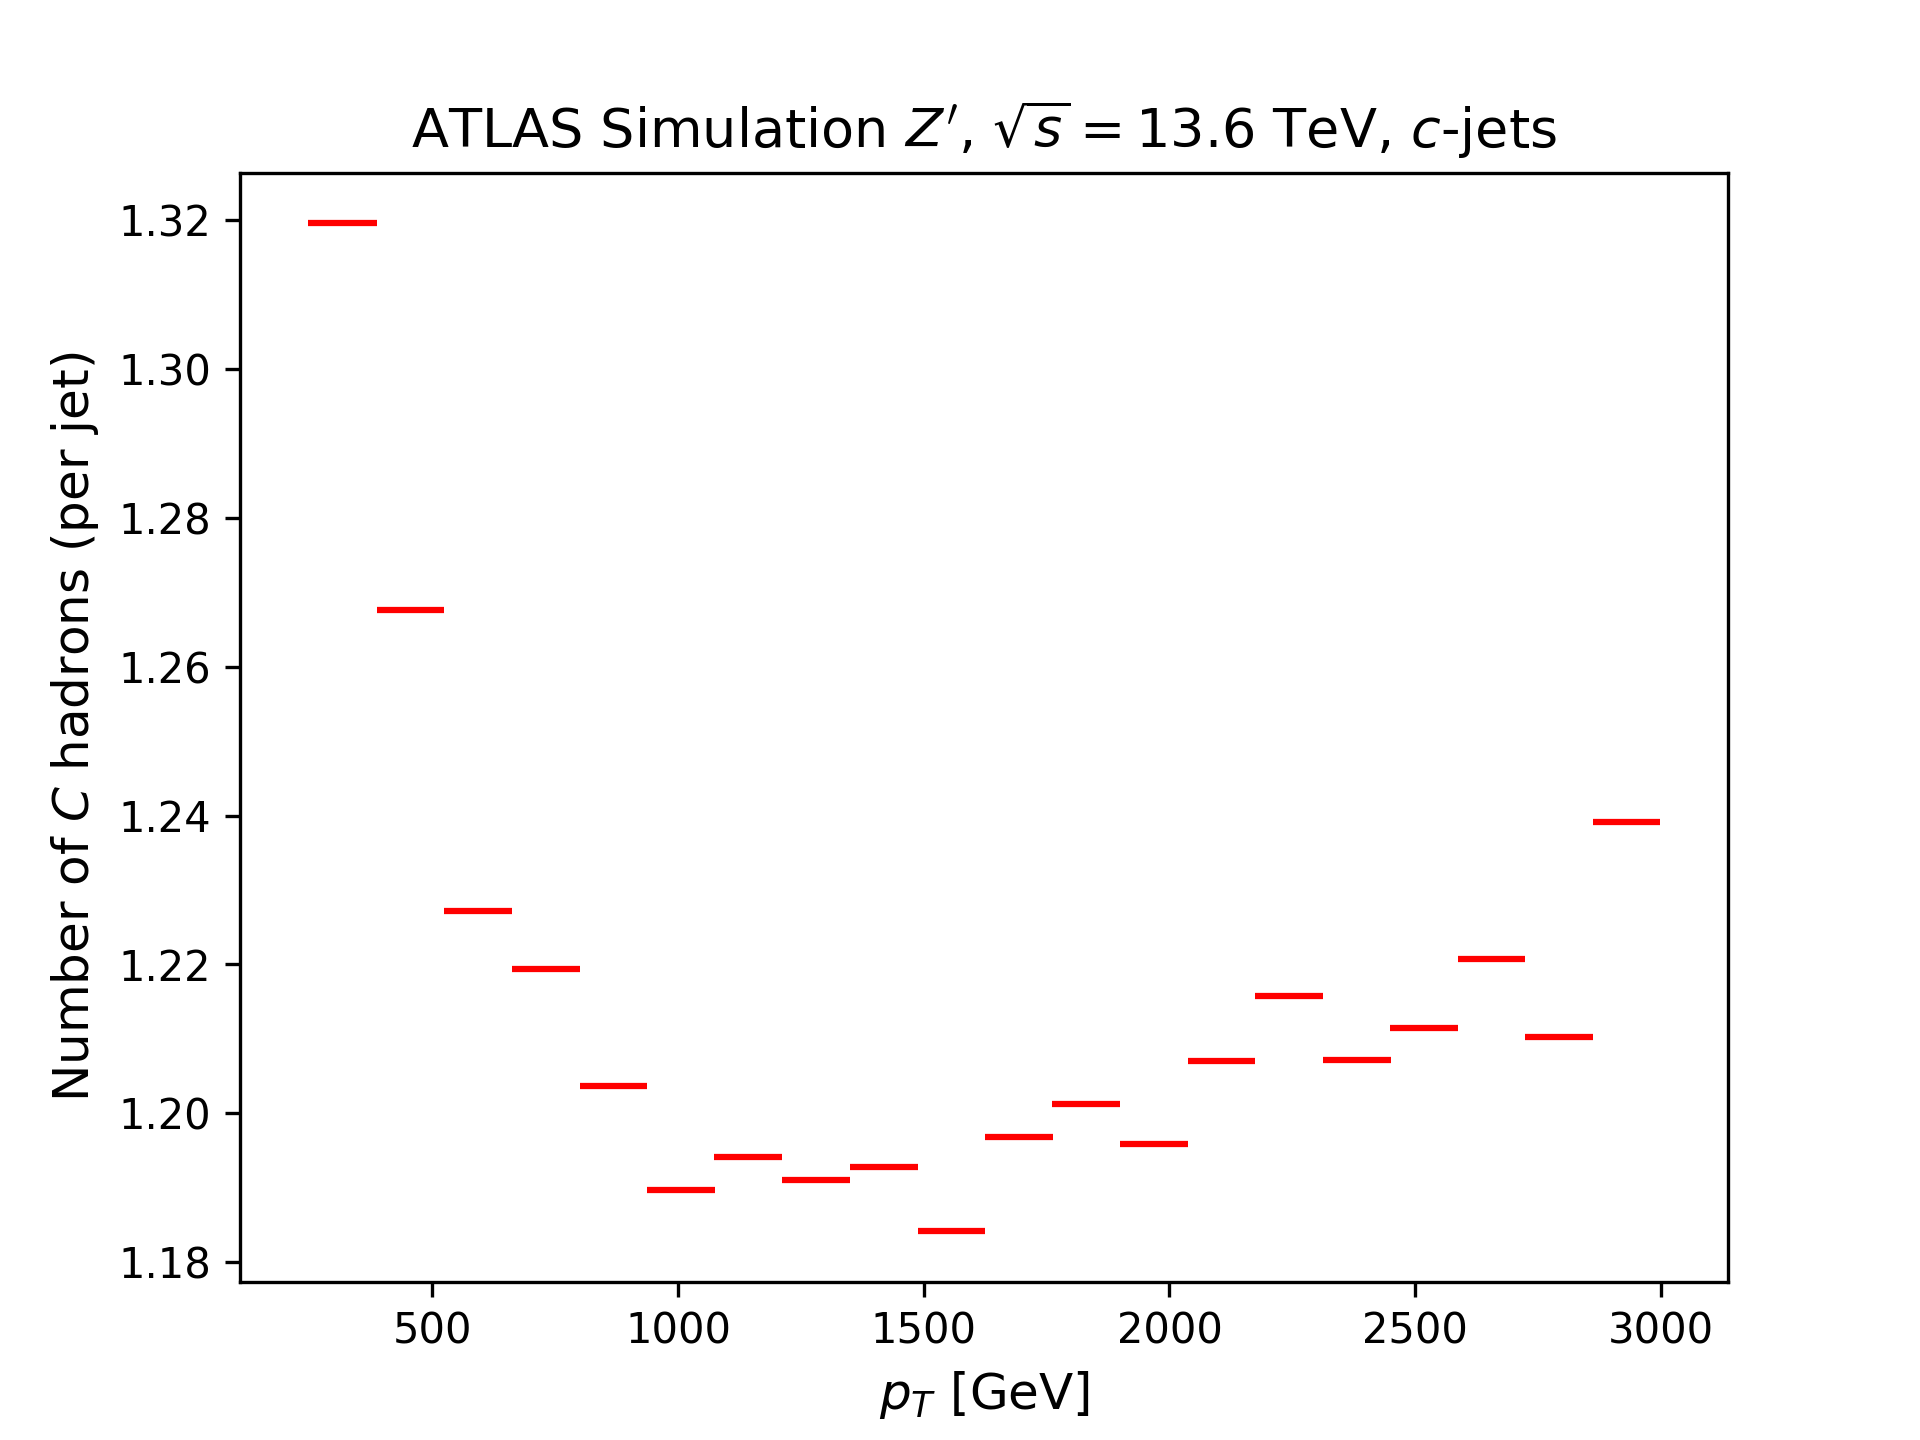 ATLAS Simulation Z′, √s = 13.6 TeV, c-jets
Number of C hadrons (per jet)
1.32
1.30
1.28
1.26
1.24
1.22
1.20
1.18
500 1000 1500 2000 2500 3000
p_T [GeV]